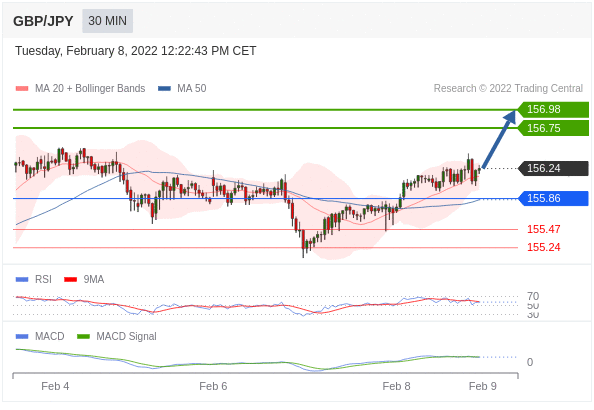 GBP/JPY 30 MIN
Tuesday, February 8, 2022 12:22:43 PM CET
MA 20 + Bollinger Bands MA 50 Research © 2022 Trading Central
156.98
156.75
156.24
155.86
155.47
155.24
RSI 9MA
70
50
30
MACD MACD Signal
0
Feb 4 Feb 6 Feb 8 Feb 9